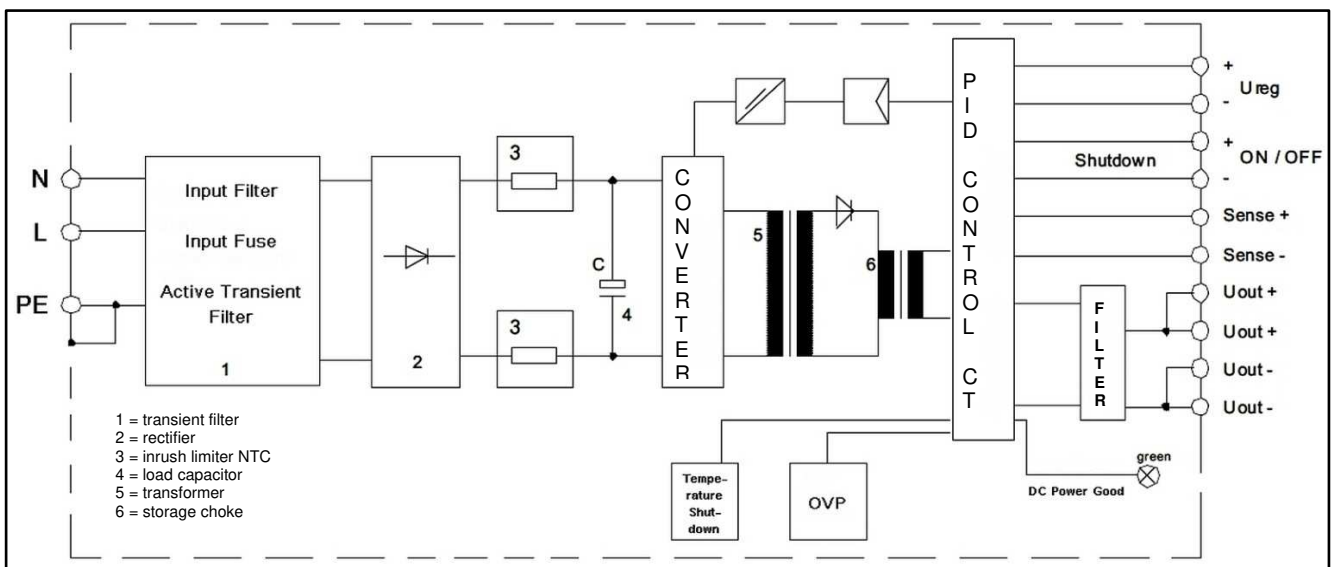 N
L
PE
Input Filter
Input Fuse
Active Transient
Filter
1
2
3
3
C
4
CONVERTER
5
6
PID CONTROL CT
+
U reg
-
+
Shutdown
ON / OFF
-
Sense +
Sense -
FILTER
Uout +
Uout +
Uout -
Uout -
Tempe-
rature
Shut-
down
OVP
green
DC Power Good
1 = transient filter
2 = rectifier
3 = inrush limiter NTC
4 = load capacitor
5 = transformer
6 = storage choke